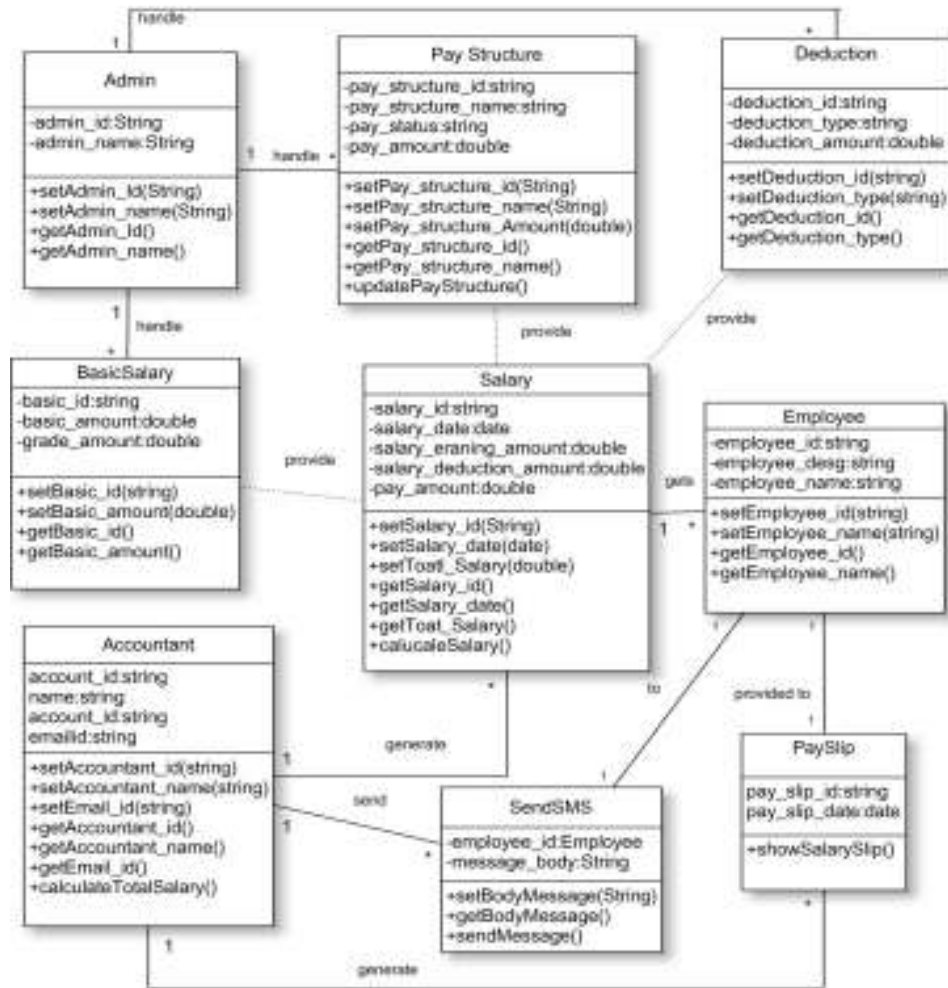 handle
1
*
Admin
-admin_id:String
-admin_name:String
+setAdmin_Id(String)
+setAdmin_name(String)
+getAdmin_Id()
+getAdmin_name()
1
handle
*
Pay Structure
-pay_structure_id:string
-pay_structure_name:string
-pay_status:string
-pay_amount:double
+setPay_structure_id(String)
+setPay_structure_name(String)
+setPay_structure_Amount(double)
+getPay_structure_id()
+getPay_structure_name()
+updatePayStructure()
Deduction
-deduction_id:string
-deduction_type:string
-deduction_amount:double
+setDeduction_id(string)
+setDeduction_type(string)
+getDeduction_id()
+getDeduction_type()
1
handle
*
provide
provide
BasicSalary
-basic_id:string
-basic_amount:double
-grade_amount:double
+setBasic_id(string)
+setBasic_amount(double)
+getBasic_id()
+getBasic_amount()
provide
Salary
-salary_id:string
-salary_date:date
-salary_eraning_amount:double
-salary_deduction_amount:double
-pay_amount:double
+setSalary_id(String)
+setSalary_date(date)
+setToatl_Salary(double)
+getSalary_id()
+getSalary_date()
+getToat_Salary()
+calucaleSalary()
gets
1
*
Employee
-employee_id:string
-employee_desg:string
-employee_name:string
+setEmployee_id(string)
+setEmployee_name(string)
+getEmployee_id()
+getEmployee_name()
Accountant
account_id:string
name:string
account_id:string
emailid:string
+setAccountant_id(string)
+setAccountant_name(string)
+setEmail_id(string)
+getAccountant_id()
+getAccountant_name()
+getEmail_id()
+calculateTotalSalary()
*
generate
1
send
1
*
1
to
1
1
provided to
1
SendSMS
-employee_id:Employee
-message_body:String
+setBodyMessage(String)
+getBodyMessage()
+sendMessage()
PaySlip
pay_slip_id:string
pay_slip_date:date
+showSalarySlip()
1
generate
*